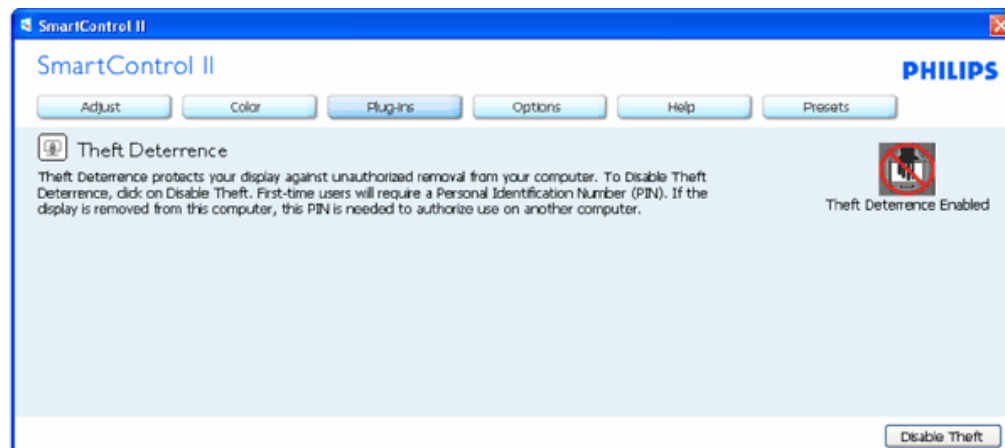 SmartControl II
SmartControl II
PHILIPS
Adjust Color Plug-Ins Options Help Presets
Theft Deterrence
Theft Deterrence protects your display against unauthorized removal from your computer. To Disable Theft
Deterrence, click on Disable Theft. First-time users will require a Personal Identification Number (PIN). If the
display is removed from this computer, this PIN is needed to authorize use on another computer.
Theft Deterrence Enabled
Disable Theft